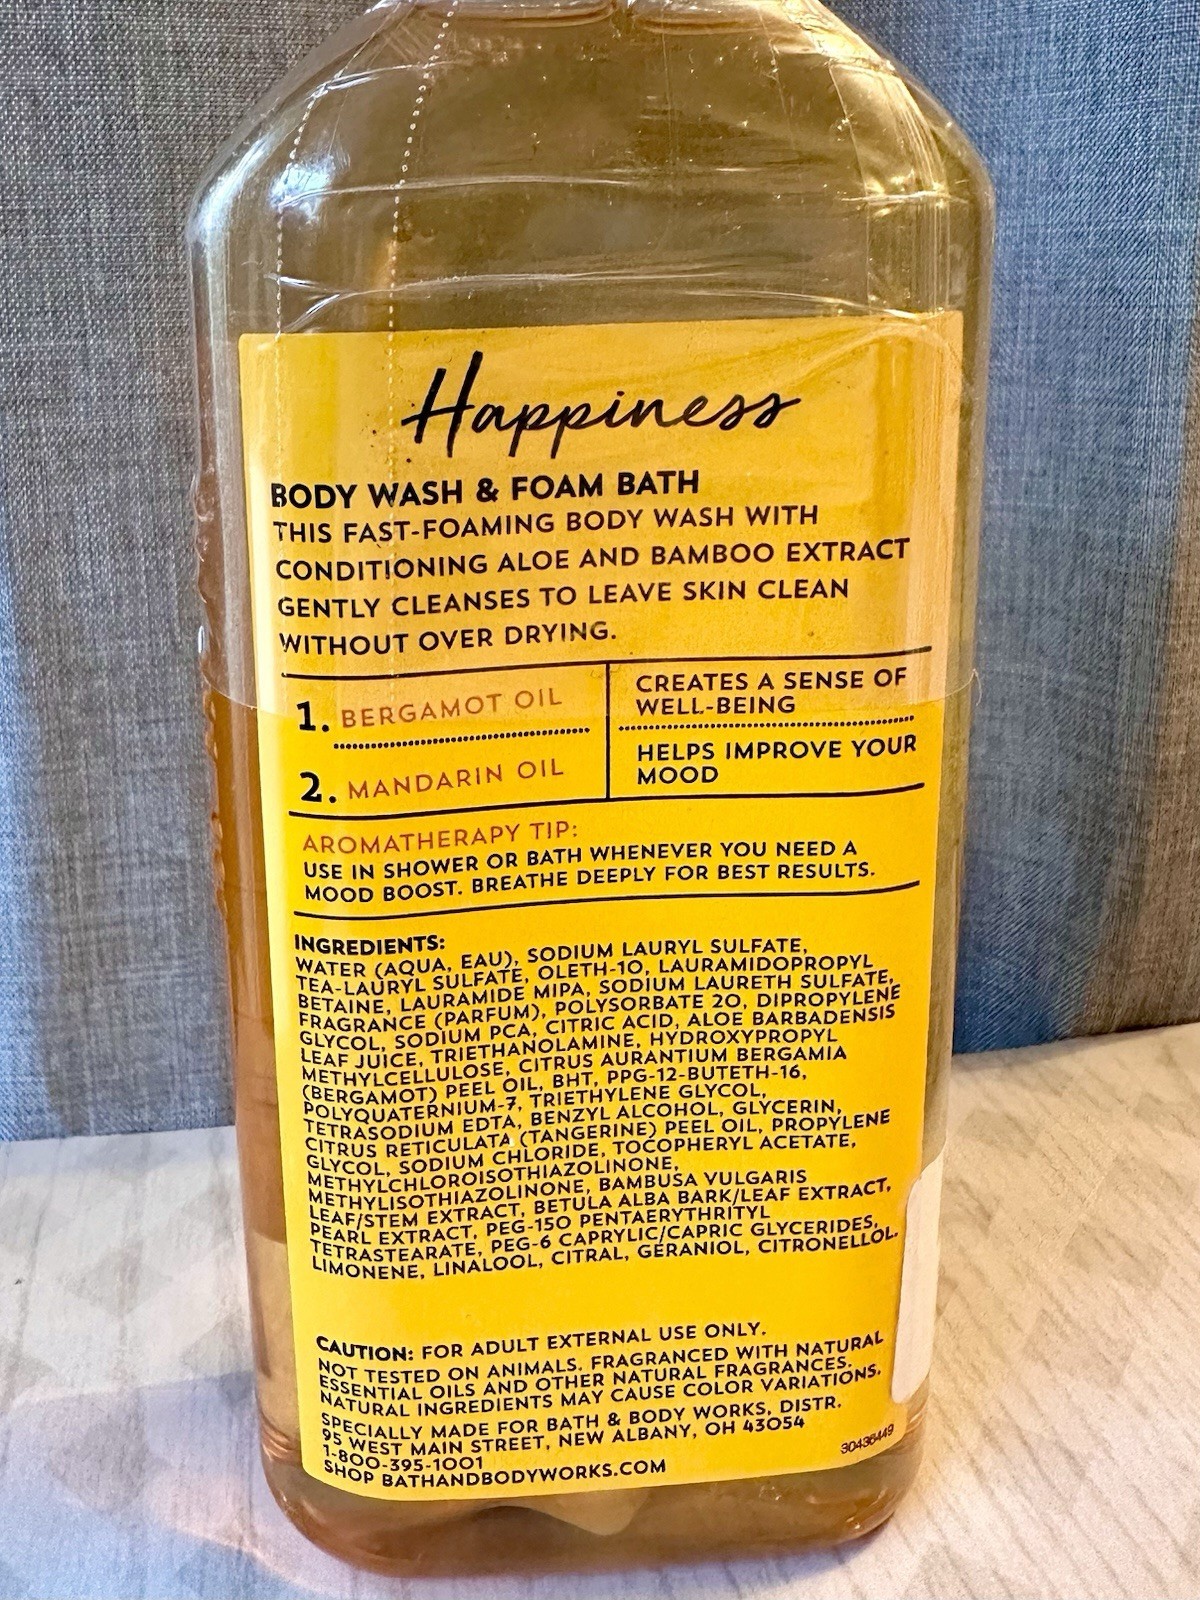 Happiness
BODY WASH & FOAM BATH
THIS FAST-FOAMING BODY WASH WITH
CONDITIONING ALOE AND BAMBOO EXTRACT
GENTLY CLEANSES TO LEAVE SKIN CLEAN
WITHOUT OVER DRYING.
1. BERGAMOT OIL
CREATES A SENSE OF
WELL-BEING
2. MANDARIN OIL
HELPS IMPROVE YOUR
MOOD
AROMATHERAPY TIP:
USE IN SHOWER OR BATH WHENEVER YOU NEED A
MOOD BOOST. BREATHE DEEPLY FOR BEST RESULTS.
INGREDIENTS:
WATER (AQUA, EAU), SODIUM LAURYL SULFATE,
TEA-LAURYL SULFATE, OLETH-10, LAURAMIDOPROPYL
BETAINE, LAURAMIDE MIPA, SODIUM LAURETH SULFATE,
FRAGRANCE (PARFUM), POLYSORBATE 20, DIPROPYLENE
GLYCOL, SODIUM PCA, CITRIC ACID, ALOE BARBADENSIS
LEAF JUICE, TRIETHANOLAMINE, HYDROXYPROPYL
METHYLCELLULOSE, CITRUS AURANTIUM BERGAMIA
(BERGAMOT) PEEL OIL, BHT, PPG-12-BUTETH-16,
POLYQUATERNIUM-7, TRIETHYLENE GLYCOL,
TETRASODIUM EDTA, BENZYL ALCOHOL, GLYCERIN,
CITRUS RETICULATA (TANGERINE) PEEL OIL, PROPYLENE
GLYCOL, SODIUM CHLORIDE, TOCOPHERYL ACETATE,
METHYLCHLOROISOTHIAZOLINONE,
METHYLISOTHIAZOLINONE, BAMBUSA VULGARIS
LEAF/STEM EXTRACT, BETULA ALBA BARK/LEAF EXTRACT,
PEARL EXTRACT, PEG-150 PENTAERYTHRITYL
TETRASTEARATE, PEG-6 CAPRYLIC/CAPRIC GLYCERIDES,
LIMONENE, LINALOOL, CITRAL, GERANIOL, CITRONELLOL.
CAUTION: FOR ADULT EXTERNAL USE ONLY.
NOT TESTED ON ANIMALS. FRAGRANCED WITH NATURAL
ESSENTIAL OILS AND OTHER NATURAL FRAGRANCES.
NATURAL INGREDIENTS MAY CAUSE COLOR VARIATIONS.
SPECIALLY MADE FOR BATH & BODY WORKS, DISTR.
95 WEST MAIN STREET, NEW ALBANY, OH 43054
1-800-395-1001
SHOP BATHANDBODYWORKS.COM
30436449